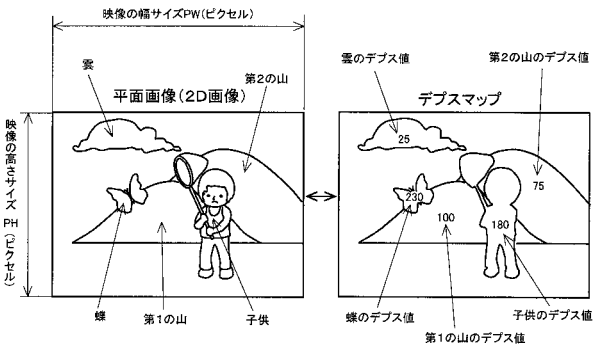 映像の幅サイズPW(ピクセル)
雲
第2の山
平面画像(2D画像)
映像の高さサイズ PH(ピクセル)
蝶
第1の山
子供
雲のデプス値
第2の山のデプス値
デプスマップ
25
75
230
100
180
蝶のデプス値
子供のデプス値
第1の山のデプス値